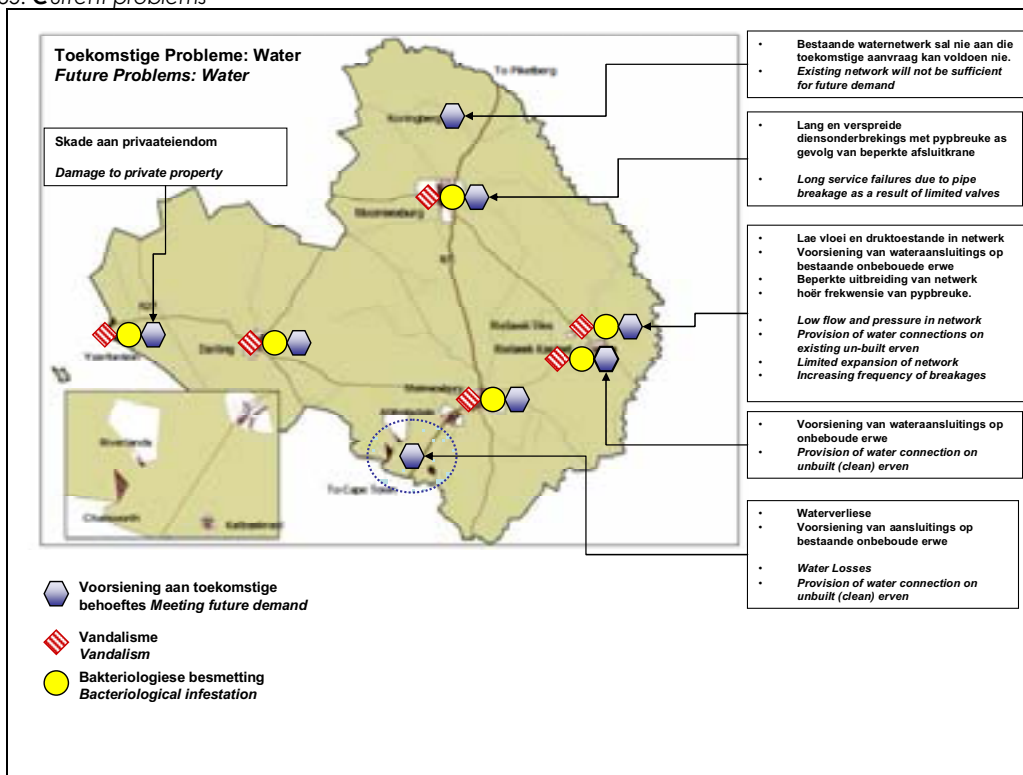 Current problems
Toekomstige Probleme: Water
Future Problems: Water
Skade aan privaateiendom
Damage to private property
To Piketberg
Koringberg
Moorreesburg
N7
R27
Yzerfontein
Darling
Riebeek Wes
Riebeek Kasteel
Malmesbury
Abbotsdale
To Cape Town
Riverlands
Chatsworth
Kalbaskraal
• Bestaande waternetwerk sal nie aan die
toekomstige aanvraag kan voldoen nie.
• Existing network will not be sufficient
for future demand
• Lang en verspreide
diensonderbrekings met pypbreuke as
gevolg van beperkte afsluitkrane
• Long service failures due to pipe
breakage as a result of limited valves
• Lae vloei en druktoestande in netwerk
• Voorsiening van wateraansluitings op
bestaande onbebouede erwe
• Beperkte uitbreiding van netwerk
• hoër frekwensie van pypbreuke.
• Low flow and pressure in network
• Provision of water connections on
existing un-built erven
• Limited expansion of network
• Increasing frequency of breakages
• Voorsiening van wateraansluitings op
onbeboude erwe
• Provision of water connection on
unbuilt (clean) erven
• Waterverliese
• Voorsiening van aansluitings op
bestaande onbeboude erwe
• Water Losses
• Provision of water connection on
unbuilt (clean) erven
Voorsiening aan toekomstige
behoeftes Meeting future demand
Vandalisme
Vandalism
Bakteriologiese besmetting
Bacteriological infestation